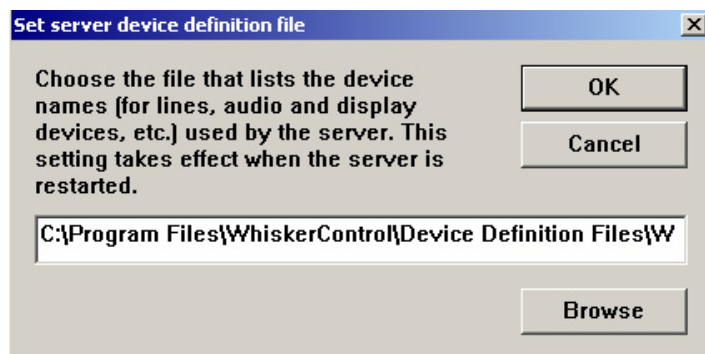 Set server device definition file
Choose the file that lists the device
names (for lines, audio and display
devices, etc.) used by the server. This
setting takes effect when the server is
restarted.
OK
Cancel
C:\Program Files\WhiskerControl\Device Definition Files\W
Browse